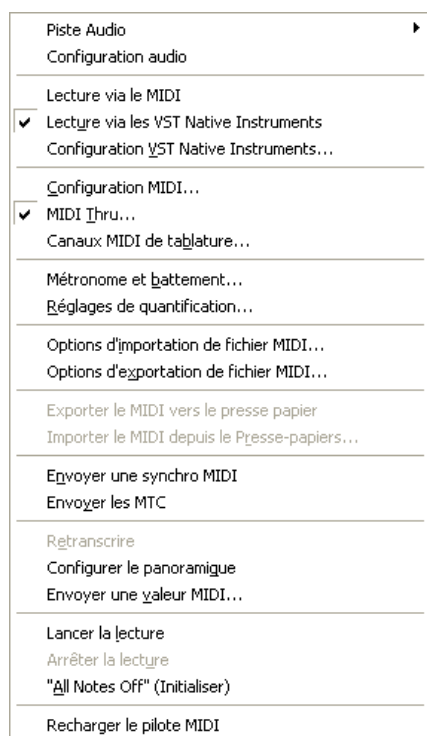 Piste Audio
Configuration audio
Lecture via le MIDI
Lecture via les VST Native Instruments
Configuration VST Native Instruments...
Configuration MIDI...
MIDI Thru...
Canaux MIDI de tablature...
Métronome et battement...
Réglages de quantification...
Options d'importation de fichier MIDI...
Options d'exportation de fichier MIDI...
Exporter le MIDI vers le presse papier
Importer le MIDI depuis le Presse-papiers...
Envoyer une synchro MIDI
Envoyer les MTC
Retranscrire
Configurer le panoramique
Envoyer une valeur MIDI...
Lancer la lecture
Arrêter la lecture
"All Notes Off" (Initialiser)
Recharger le pilote MIDI